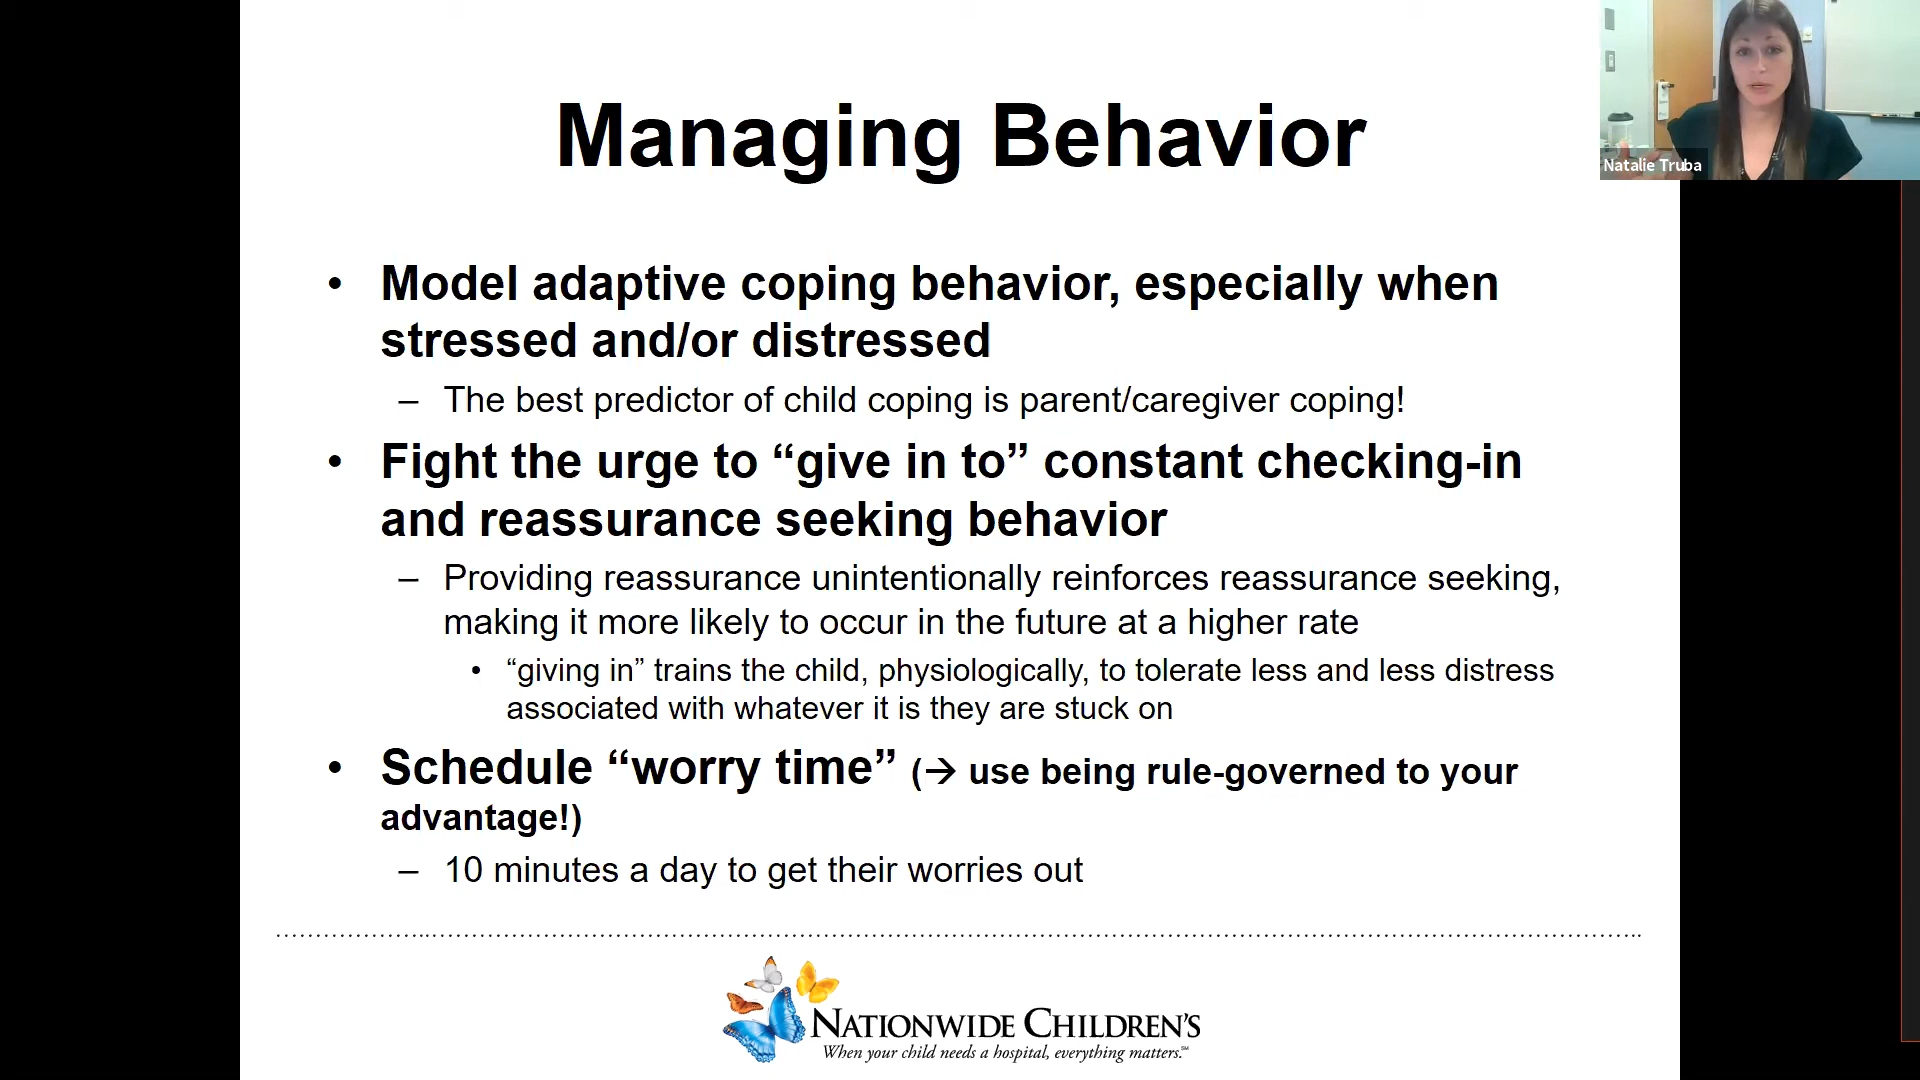 Managing Behavior
Natalie Truba
• Model adaptive coping behavior, especially when
stressed and/or distressed
– The best predictor of child coping is parent/caregiver coping!
• Fight the urge to “give in to” constant checking-in
and reassurance seeking behavior
– Providing reassurance unintentionally reinforces reassurance seeking,
making it more likely to occur in the future at a higher rate
• “giving in” trains the child, physiologically, to tolerate less and less distress
associated with whatever it is they are stuck on
• Schedule “worry time” (→ use being rule-governed to your
advantage!)
– 10 minutes a day to get their worries out
NATIONWIDE CHILDREN'S
When your child needs a hospital, everything matters.℠